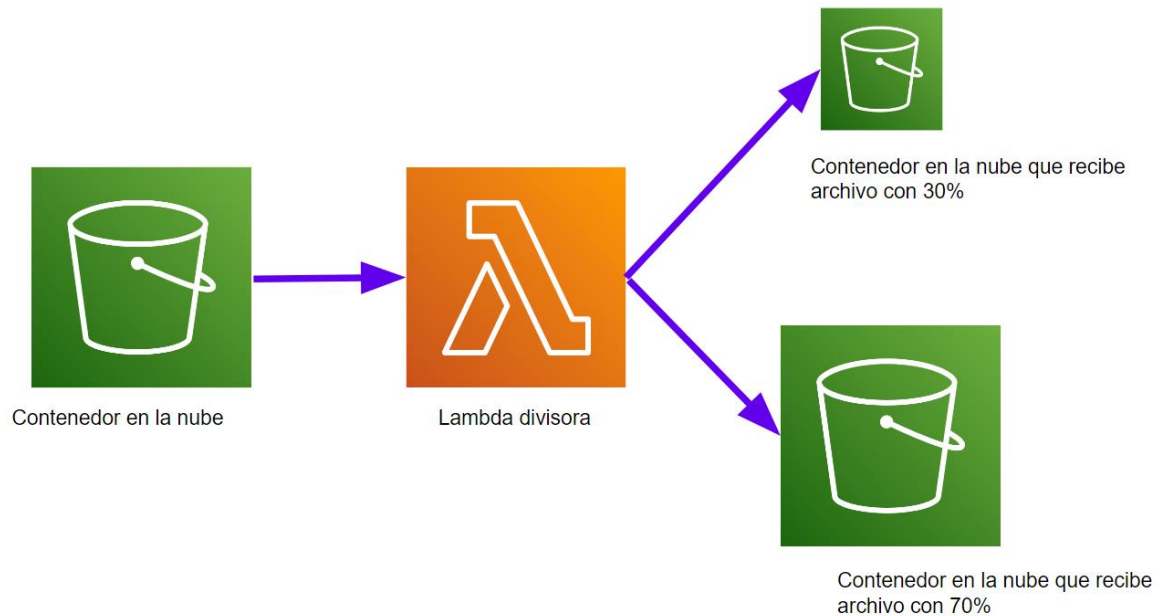 Contenedor en la nube que recibe
archivo con 30%
Contenedor en la nube
Lambda divisora
Contenedor en la nube que recibe
archivo con 70%